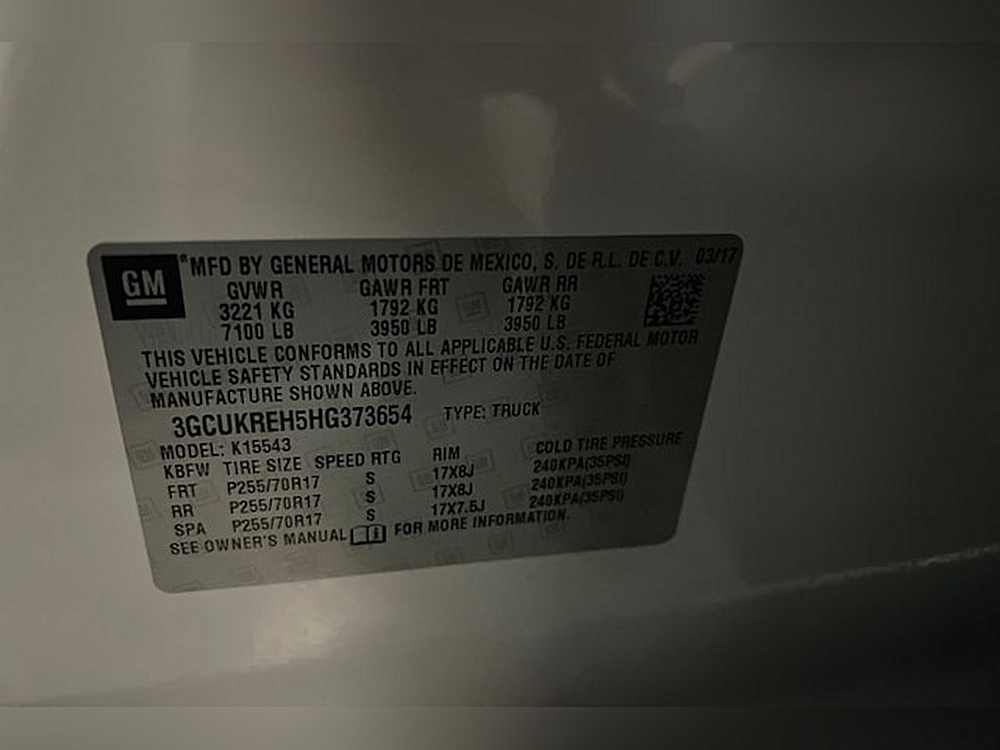 GM
®MFD BY GENERAL MOTORS DE MEXICO, S. DE R.L. DE C.V. 03/17
GVWR GAWR FRT GAWR RR
3221 KG 1792 KG 1792 KG
7100 LB 3950 LB 3950 LB
THIS VEHICLE CONFORMS TO ALL APPLICABLE U.S. FEDERAL MOTOR
VEHICLE SAFETY STANDARDS IN EFFECT ON THE DATE OF
MANUFACTURE SHOWN ABOVE.
3GCUKREH5HG373654 TYPE: TRUCK
MODEL: K15543
KBFW TIRE SIZE SPEED RTG RIM COLD TIRE PRESSURE
FRT P255/70R17 S 17X8J 240KPA(35PSI)
RR P255/70R17 S 17X8J 240KPA(35PSI)
SPA P255/70R17 S 17X7.5J 240KPA(35PSI)
SEE OWNER'S MANUAL FOR MORE INFORMATION.